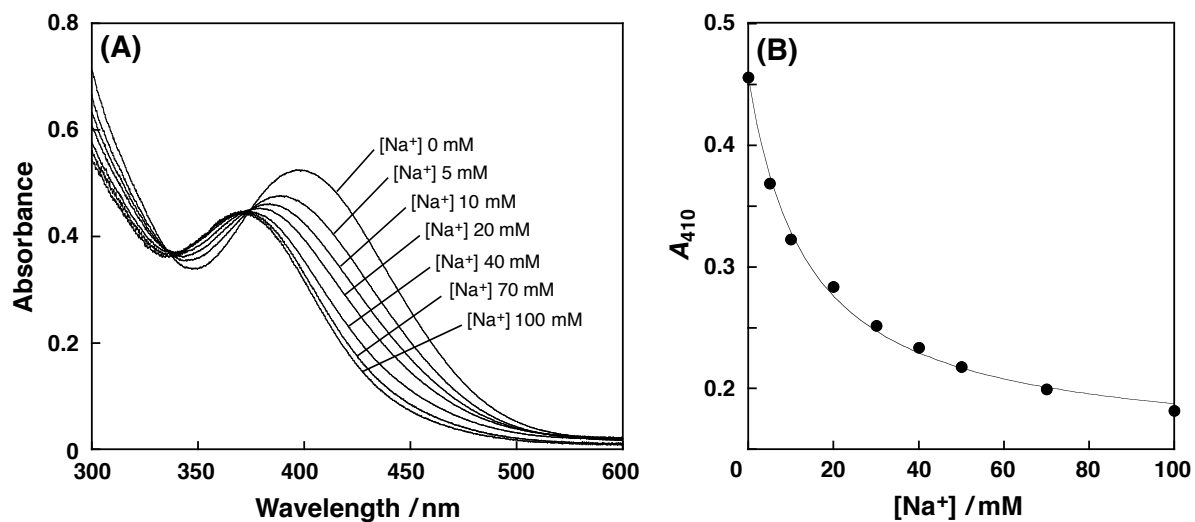 (A)
Absorbance
0.8
0.6
0.4
0.2
0
300
350
400
450
500
550
600
Wavelength / nm
[Na⁺] 0 mM
[Na⁺] 5 mM
[Na⁺] 10 mM
[Na⁺] 20 mM
[Na⁺] 40 mM
[Na⁺] 70 mM
[Na⁺] 100 mM
(B)
A₄₁₀
0.5
0.4
0.3
0.2
0
20
40
60
80
100
[Na⁺] / mM